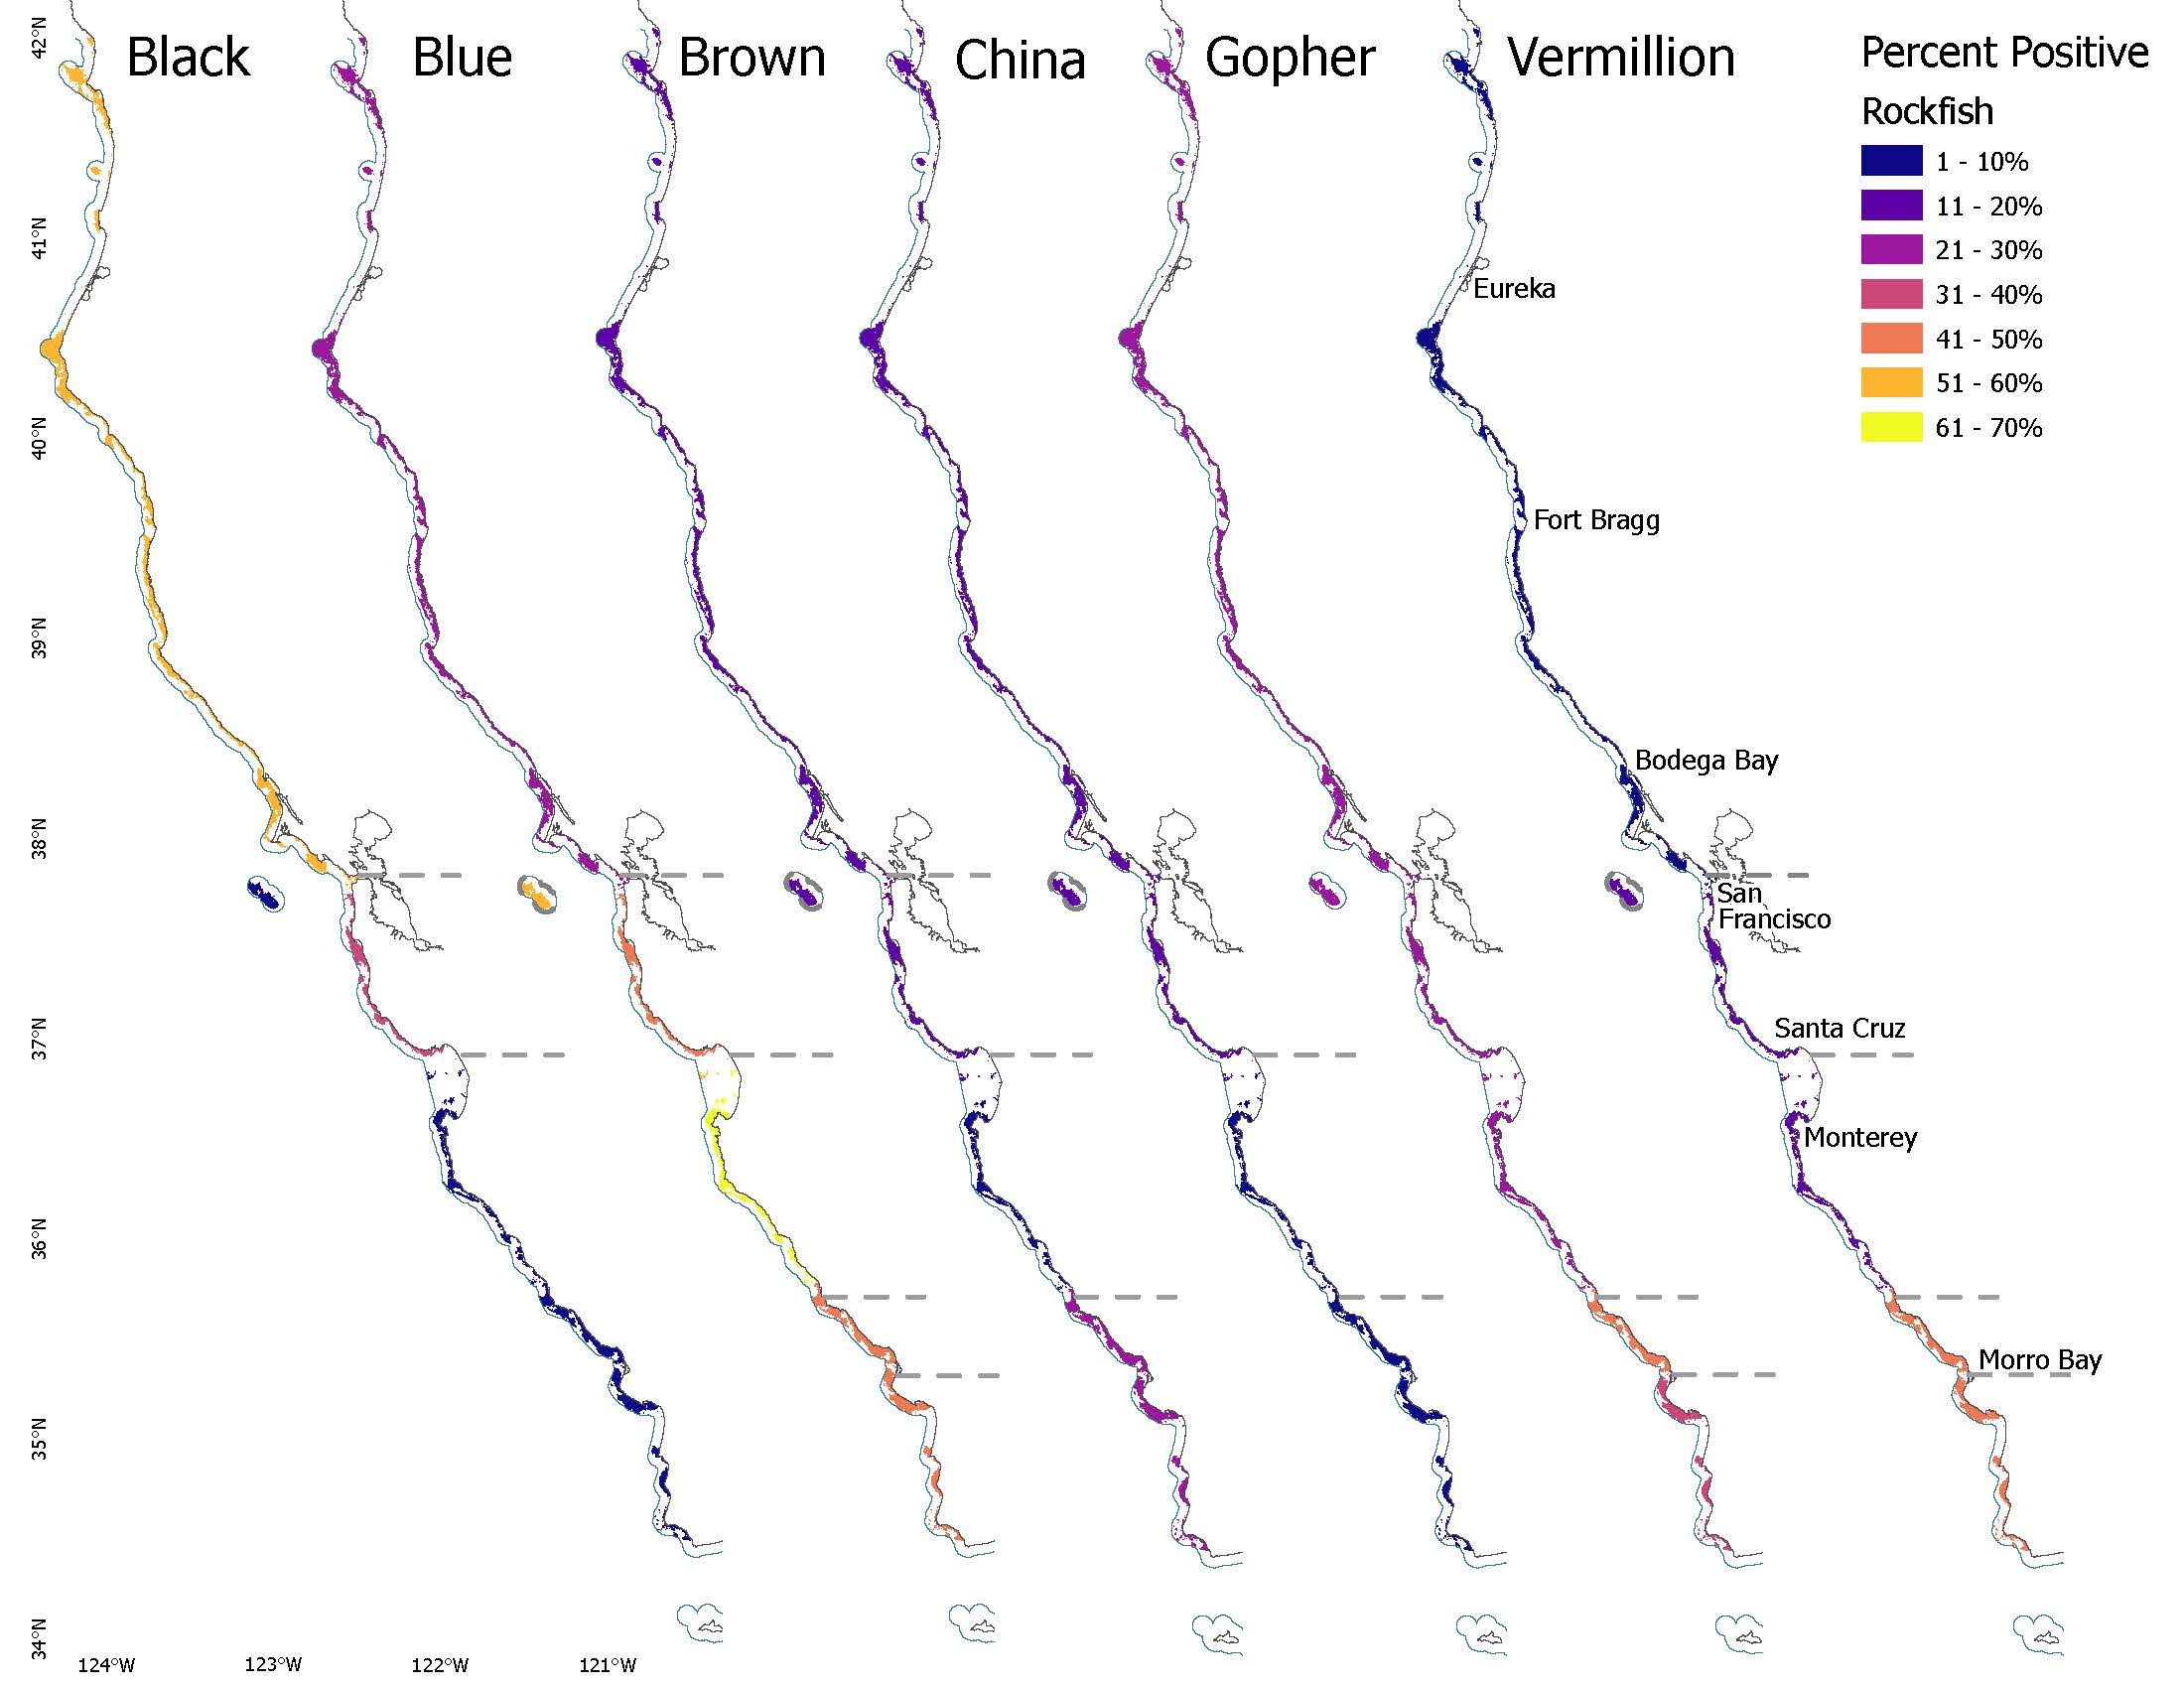 Black
Blue
Brown
China
Gopher
Vermillion
Percent Positive
Rockfish
1 - 10%
11 - 20%
21 - 30%
31 - 40%
41 - 50%
51 - 60%
61 - 70%
42°N
41°N
40°N
39°N
38°N
37°N
36°N
35°N
34°N
Eureka
Fort Bragg
Bodega Bay
San
Francisco
Santa Cruz
Monterey
Morro Bay
124°W
123°W
122°W
121°W